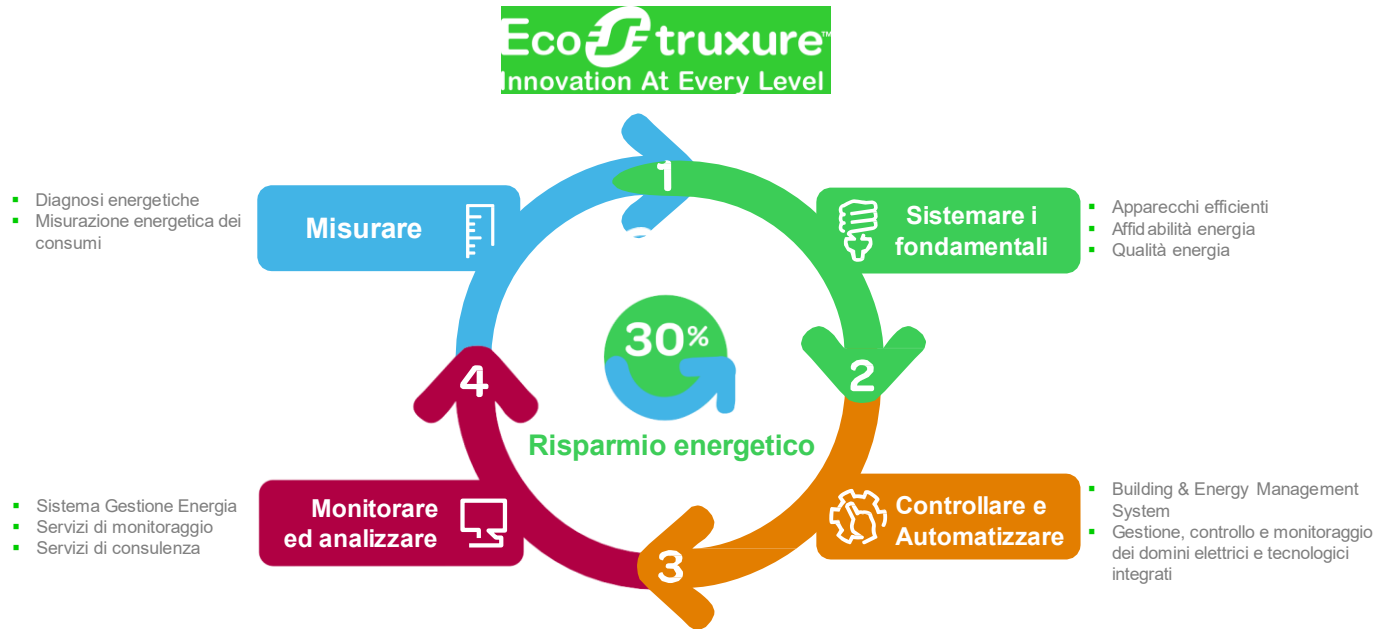 EcoStruxure™
Innovation At Every Level
1
Misurare
Diagnosi energetiche
Misurazione energetica dei
consumi
Sistemare i
fondamentali
Apparecchi efficienti
Affidabilità energia
Qualità energia
2
30%
Risparmio energetico
4
Monitorare
ed analizzare
Sistema Gestione Energia
Servizi di monitoraggio
Servizi di consulenza
Controllare e
Automatizzare
Building & Energy Management
System
Gestione, controllo e monitoraggio
dei domini elettrici e tecnologici
integrati
3